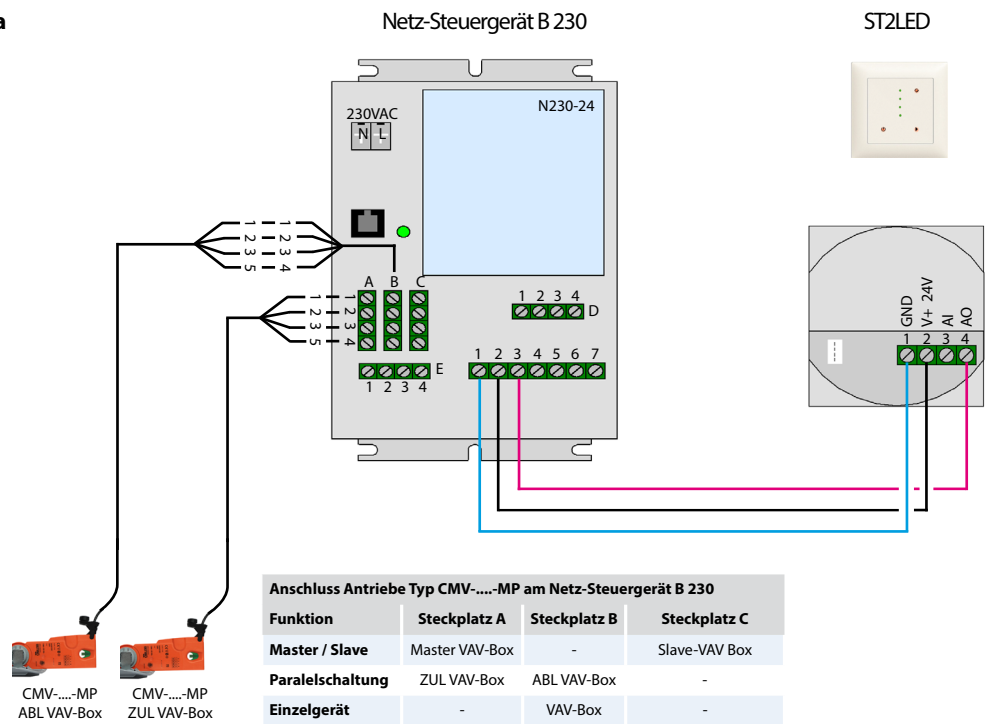 a
Netz-Steuergerät B 230
ST2LED
N230-24
230VAC
N L
1 1
2 2
3 3
5 4
A B C
1 1
2 2
3 3
5 4
1 2 3 4
D
E
1 2 3 4
1 2 3 4 5 6 7
GND
V+ 24V
AI
AO
1 2 3 4
CMV-....-MP
ABL VAV-Box
CMV-....-MP
ZUL VAV-Box
Anschluss Antriebe Typ CMV-....-MP am Netz-Steuergerät B 230
Funktion Steckplatz A Steckplatz B Steckplatz C
Master / Slave Master VAV-Box - Slave-VAV Box
Paralelschaltung ZUL VAV-Box ABL VAV-Box -
Einzelgerät - VAV-Box -